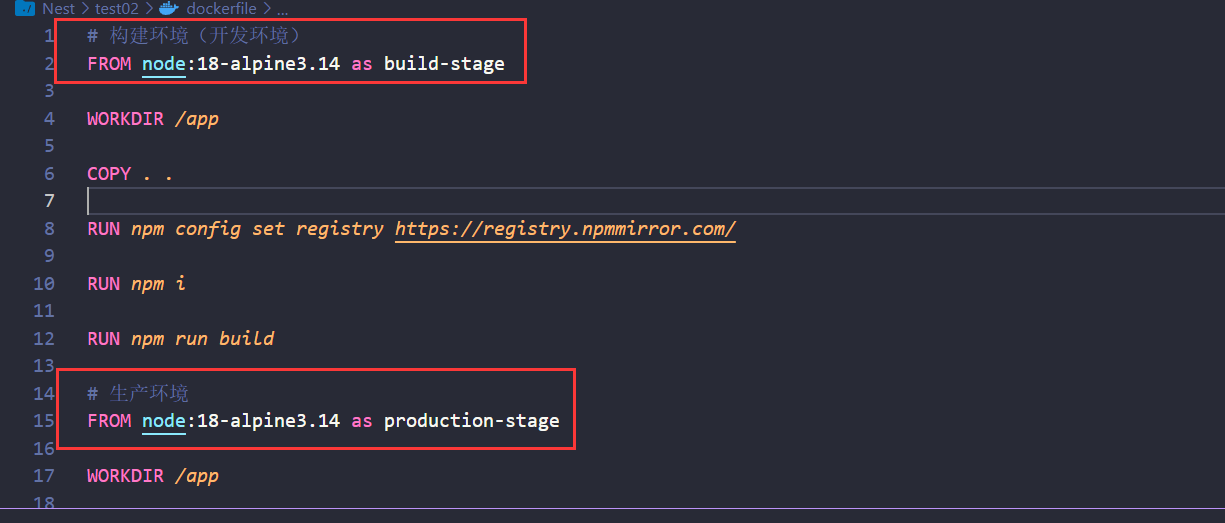 Nest > test02 > dockerfile > ...
1 # 构建环境（开发环境）
2 FROM node:18-alpine3.14 as build-stage
3
4 WORKDIR /app
5
6 COPY . .
7
8 RUN npm config set registry https://registry.npmmirror.com/
9
10 RUN npm i
11
12 RUN npm run build
13
14 # 生产环境
15 FROM node:18-alpine3.14 as production-stage
16
17 WORKDIR /app
18